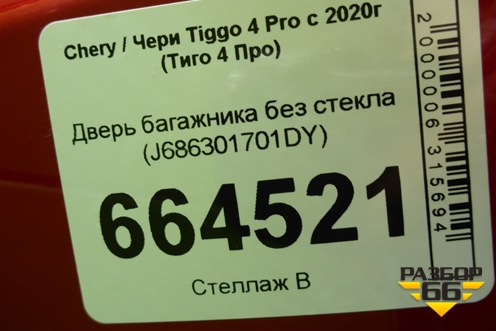 Chery / Чери Tiggo 4 Pro с 2020г
(Тиго 4 Про)
Дверь багажника без стекла
(J686301701DY)
664521
Стеллаж В
2000006315694
РАЗБОР
66